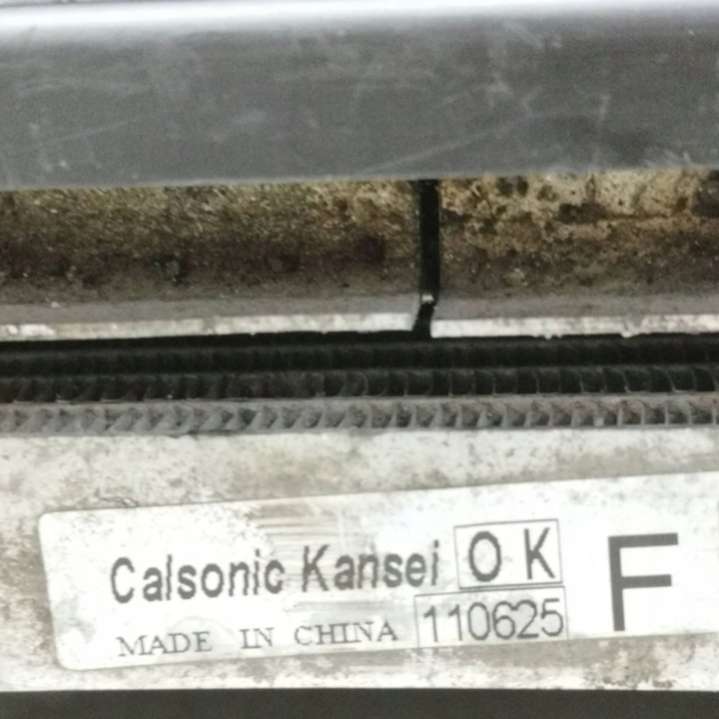 Calsonic Kansei OK F
MADE IN CHINA 110625